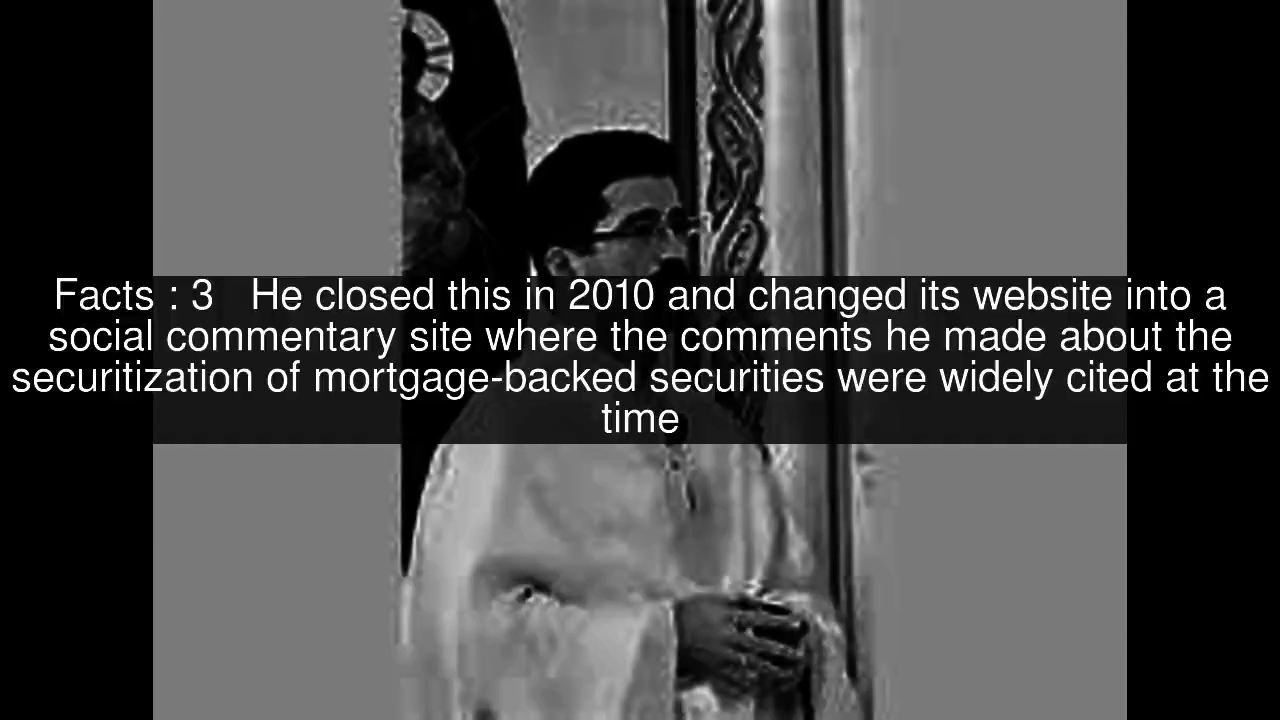 Facts : 3   He closed this in 2010 and changed its website into a
social commentary site where the comments he made about the
securitization of mortgage-backed securities were widely cited at the
time